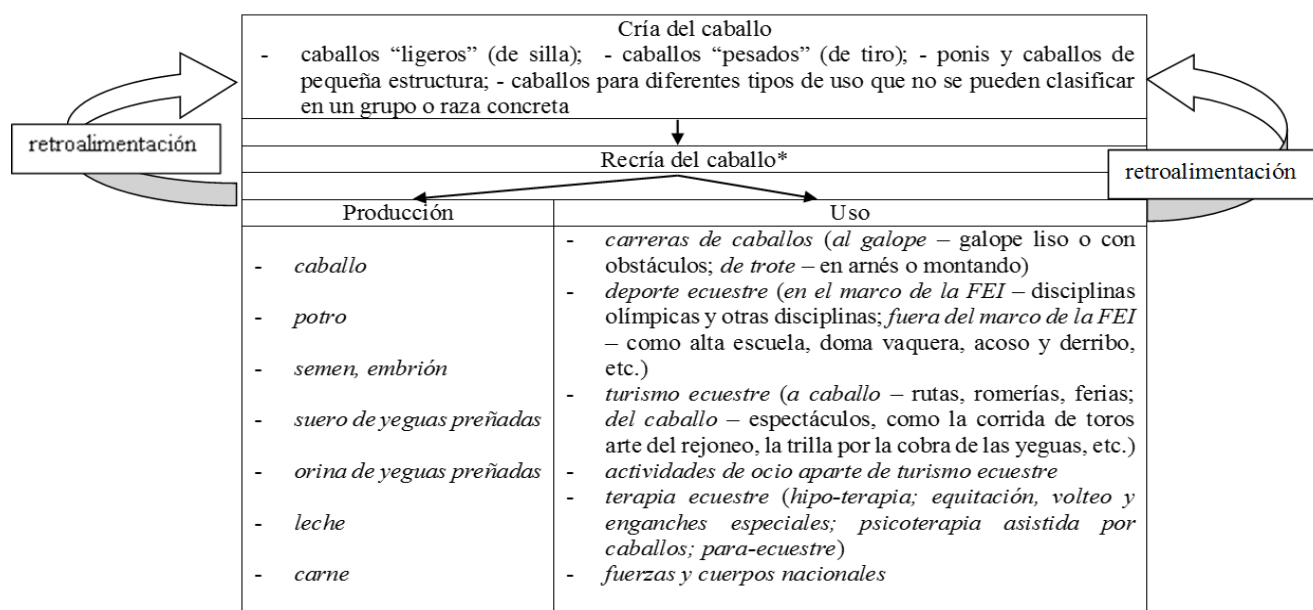 Cría del caballo
- caballos “ligeros” (de silla); - caballos “pesados” (de tiro); - ponis y caballos de
pequeña estructura; - caballos para diferentes tipos de uso que no se pueden clasificar
en un grupo o raza concreta
retroalimentación
retroalimentación
Recría del caballo*
Producción
- caballo
- potro
- semen, embrión
- suero de yeguas preñadas
- orina de yeguas preñadas
- leche
- carne
Uso
- carreras de caballos (al galope – galope liso o con
obstáculos; de trote – en arnés o montando)
- deporte ecuestre (en el marco de la FEI – disciplinas
olímpicas y otras disciplinas; fuera del marco de la FEI
– como alta escuela, doma vaquera, acoso y derribo,
etc.)
- turismo ecuestre (a caballo – rutas, romerías, ferias;
del caballo – espectáculos, como la corrida de toros
arte del rejoneo, la trilla por la cobra de las yeguas, etc.)
- actividades de ocio aparte de turismo ecuestre
- terapia ecuestre (hipo-terapia; equitación, volteo y
enganches especiales; psicoterapia asistida por
caballos; para-ecuestre)
- fuerzas y cuerpos nacionales